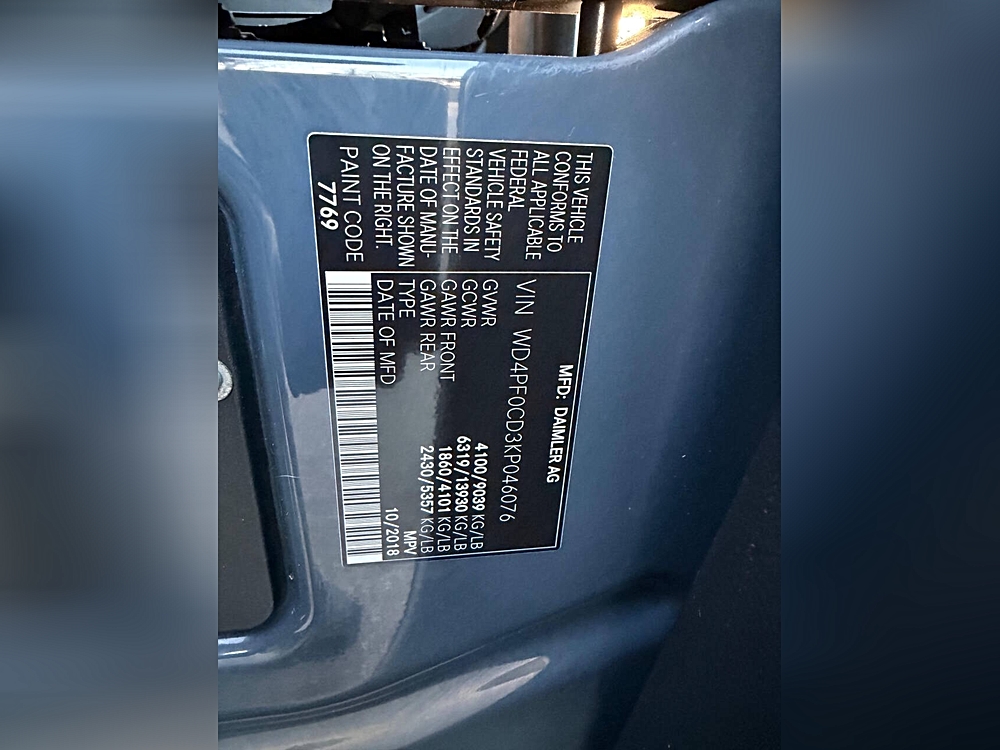 THIS VEHICLE
CONFORMS TO
ALL APPLICABLE
FEDERAL
VEHICLE SAFETY
STANDARDS IN
EFFECT ON THE
DATE OF MANU-
FACTURE SHOWN
ON THE RIGHT.
PAINT CODE
7769
MFD: DAIMLER AG
VIN WD4PF0CD3KP046076
GVWR 4100/9039 KG/LB
GCWR 6319/13930 KG/LB
GAWR FRONT 1860/4101 KG/LB
GAWR REAR 2430/5357 KG/LB
TYPE MPV
DATE OF MFD 10/2018